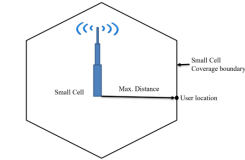 Small Cell
Coverage boundary
Max. Distance
Small Cell
User location